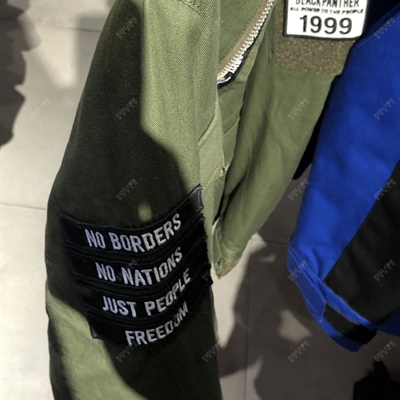 BLACKPANTHER
ALL POWER TO THE PEOPLE
1999
NO BORDERS
NO NATIONS
JUST PEOPLE
FREEDOM